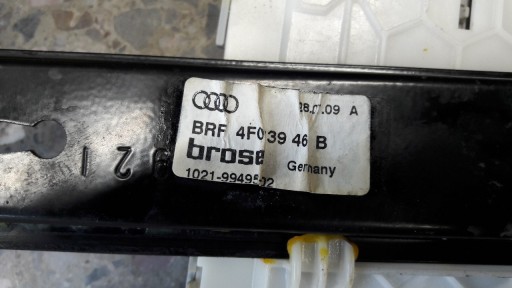 28.07.09 A
BRF 4F0 39 46 B
brose
Germany
1021-9949502